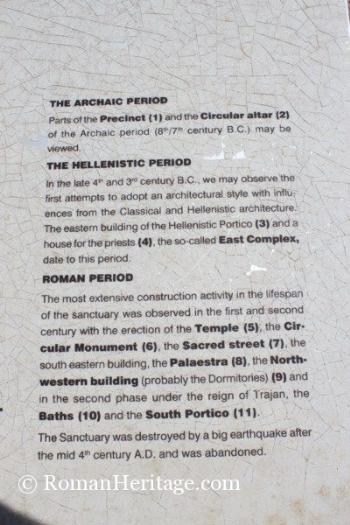 THE ARCHAIC PERIOD
Parts of the Precinct (1) and the Circular altar (2)
of the Archaic period (8th/7th century B.C.) may be
viewed.
THE HELLENISTIC PERIOD
In the late 4th and 3rd century B.C., we may observe the
first attempts to adopt an architectural style with influ-
ences from the Classical and Hellenistic architecture.
The eastern building of the Hellenistic Portico (3) and a
house for the priests (4), the so-called East Complex,
date to this period.
ROMAN PERIOD
The most extensive construction activity in the lifespan
of the sanctuary was observed in the first and second
century with the erection of the Temple (5), the Cir-
cular Monument (6), the Sacred street (7), the
south eastern building, the Palaestra (8), the North-
western building (probably the Dormitories) (9) and
in the second phase under the reign of Trajan, the
Baths (10) and the South Portico (11).
The Sanctuary was destroyed by a big earthquake after
the mid 4th century A.D. and was abandoned.
© RomanHeritage.com